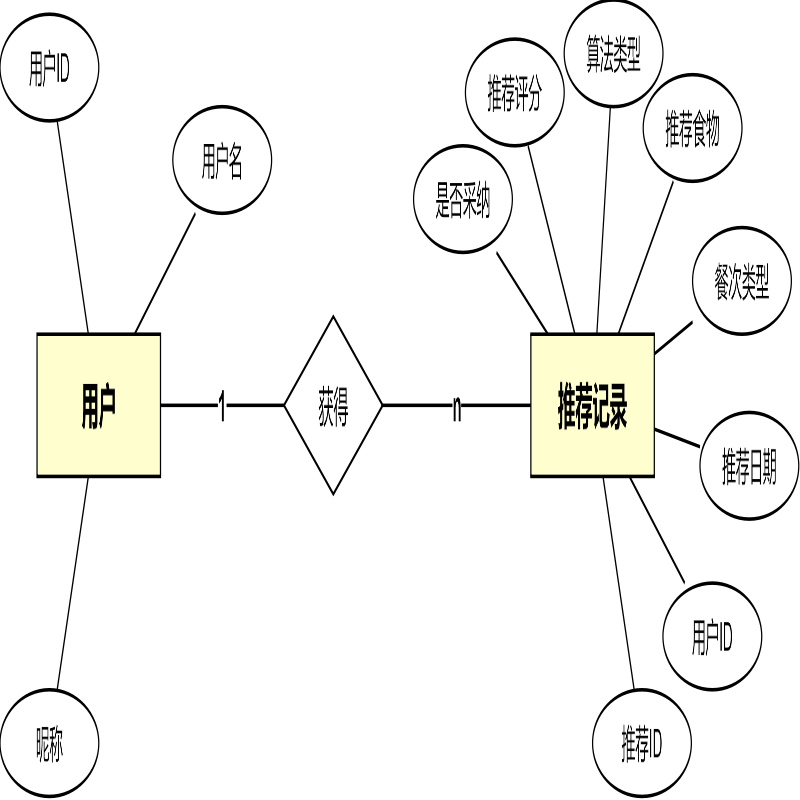 算法类型
用户ID
推荐评分
推荐食物
用户名
是否采纳
餐次类型
用户
1
获得
n
推荐记录
推荐日期
用户ID
昵称
推荐ID